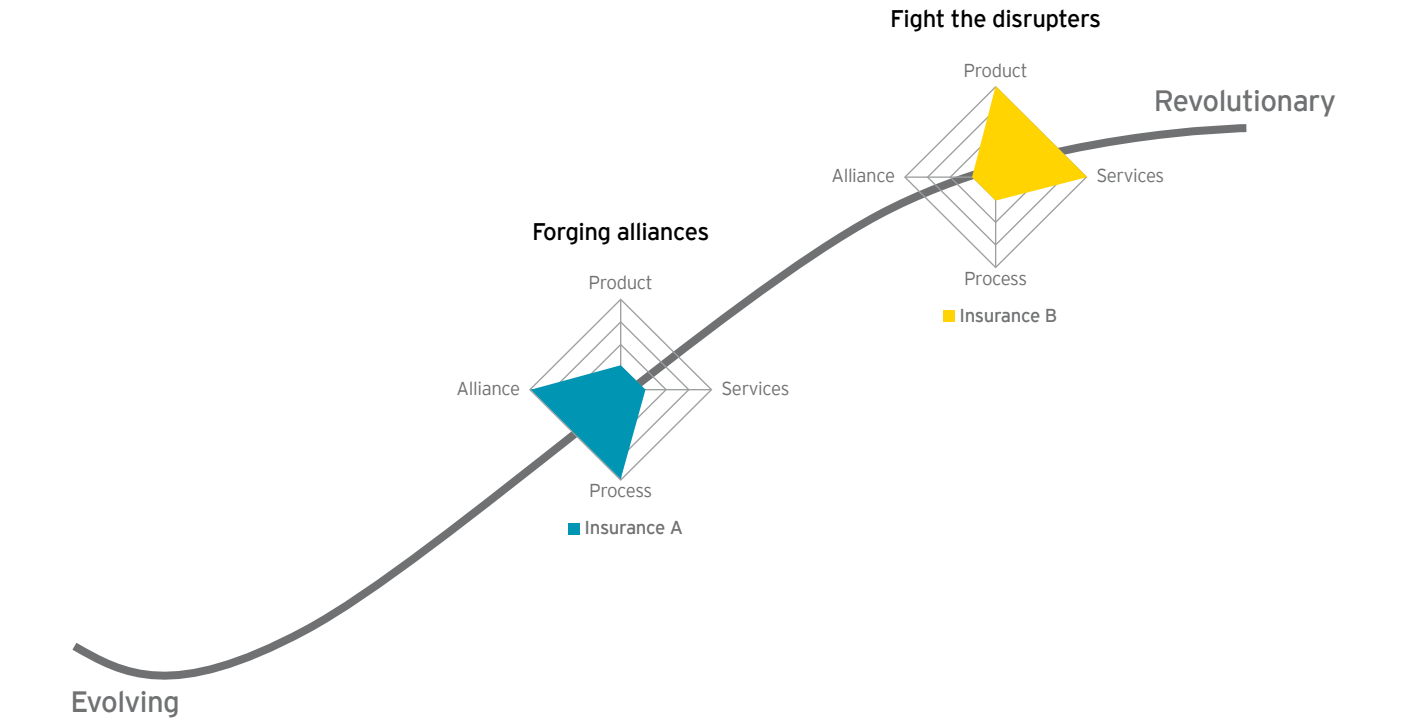 Fight the disrupters
Product
Revolutionary
Alliance
Services
Process
Insurance B
Forging alliances
Product
Alliance
Services
Process
Insurance A
Evolving